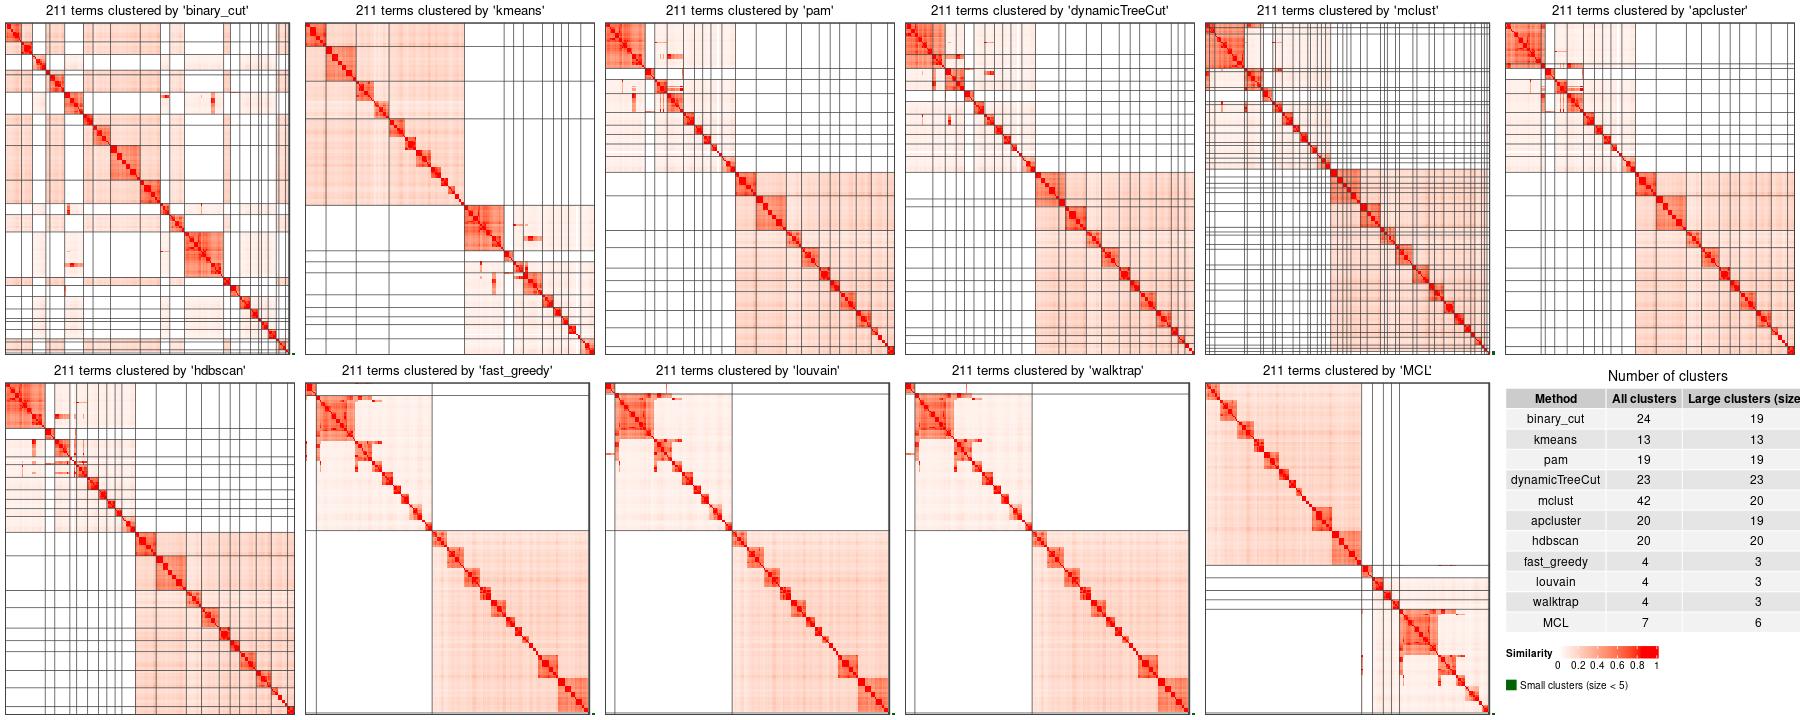 211 terms clustered by 'binary_cut'
211 terms clustered by 'kmeans'
211 terms clustered by 'pam'
211 terms clustered by 'dynamicTreeCut'
211 terms clustered by 'mclust'
211 terms clustered by 'apcluster'
211 terms clustered by 'hdbscan'
211 terms clustered by 'fast_greedy'
211 terms clustered by 'louvain'
211 terms clustered by 'walktrap'
211 terms clustered by 'MCL'
Number of clusters
Method All clusters Large clusters (size
binary_cut 24 19
kmeans 13 13
pam 19 19
dynamicTreeCut 23 23
mclust 42 20
apcluster 20 19
hdbscan 20 20
fast_greedy 4 3
louvain 4 3
walktrap 4 3
MCL 7 6
Similarity
0 0.2 0.4 0.6 0.8 1
Small clusters (size < 5)